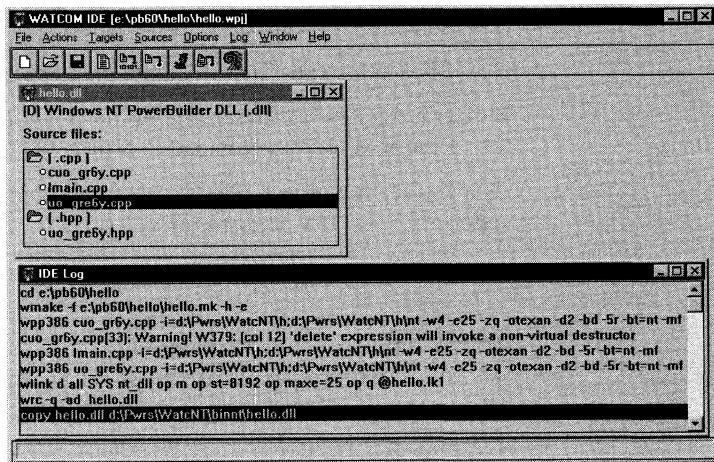 WATCOM IDE [e:\pb60\hello\hello.wpj]
File Actions Targets Sources Options Log Window Help
hello.dll
(D) Windows NT PowerBuilder DLL [.dll]
Source files:
[ .cpp ]
cuo_gr6y.cpp
lmain.cpp
uo_gre6y.cpp
[ .hpp ]
uo_gre6y.hpp
IDE Log
cd e:\pb60\hello
wmake -f e:\pb60\hello\hello.mk -h -e
wpp386 cuo_gr6y.cpp -i=d:\Pwrs\WatcNT\h;d:\Pwrs\WatcNT\h\nt -w4 -e25 -zq -otexan -d2 -bd -5r -bt=nt -mf
cuo_gr6y.cpp(33): Warning! W379: (col 12) 'delete' expression will invoke a non-virtual destructor
wpp386 lmain.cpp -i=d:\Pwrs\WatcNT\h;d:\Pwrs\WatcNT\h\nt -w4 -e25 -zq -otexan -d2 -bd -5r -bt=nt -mf
wpp386 uo_gre6y.cpp -i=d:\Pwrs\WatcNT\h;d:\Pwrs\WatcNT\h\nt -w4 -e25 -zq -otexan -d2 -bd -5r -bt=nt -mf
wlink d all SYS nt_dll op m op st=8192 op maxe=25 op q @hello.lk1
wrc -q -ad hello.dll
copy hello.dll d:\Pwrs\WatcNT\binnt\hello.dll